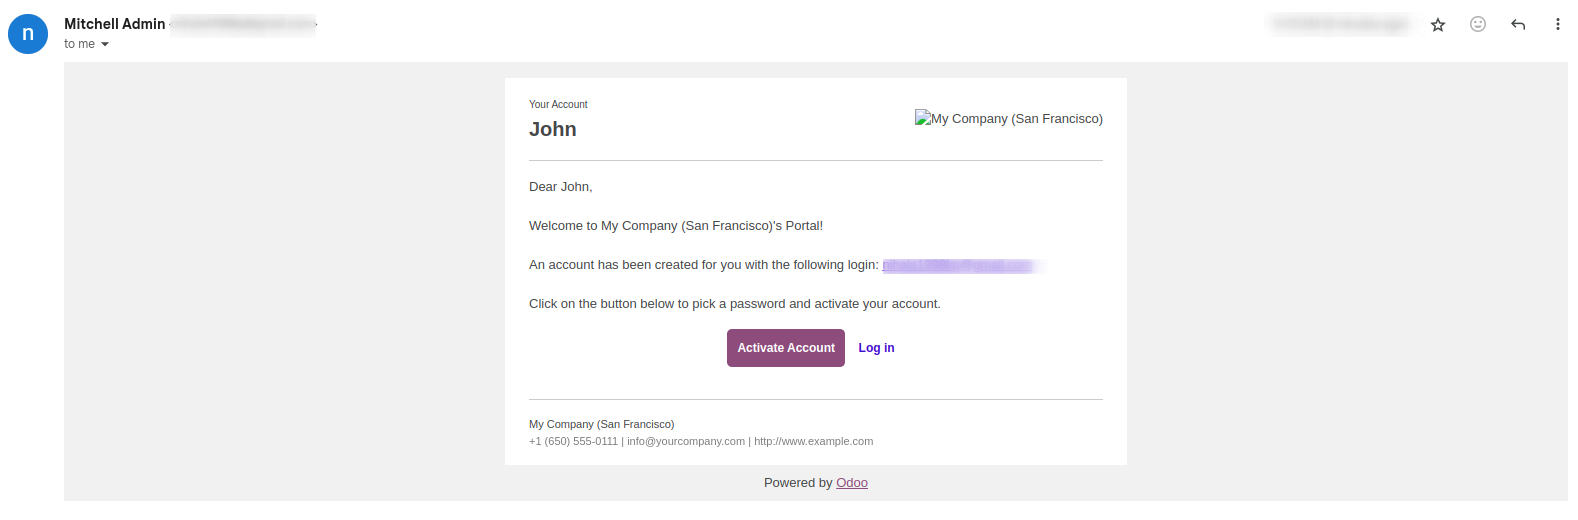 n
Mitchell Admin
to me
Your Account
John
My Company (San Francisco)
Dear John,
Welcome to My Company (San Francisco)'s Portal!
An account has been created for you with the following login:
Click on the button below to pick a password and activate your account.
Activate Account Log in
My Company (San Francisco)
+1 (650) 555-0111 | info@yourcompany.com | http://www.example.com
Powered by Odoo